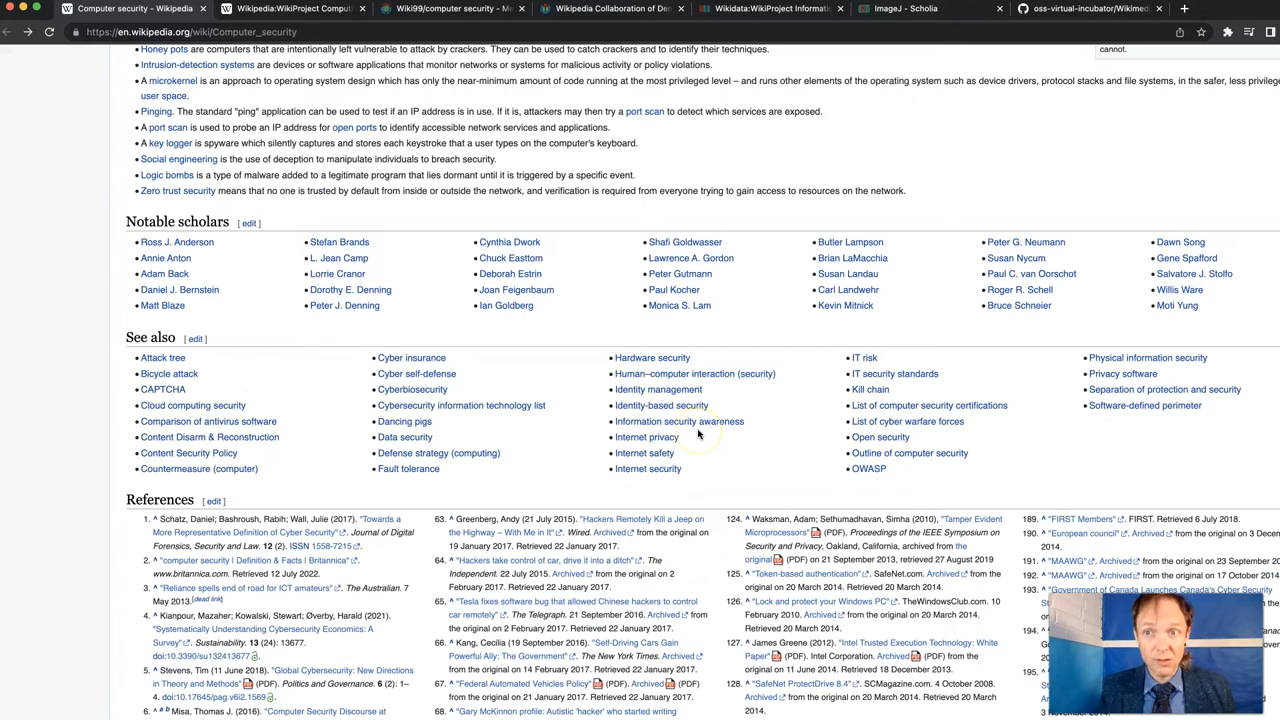 Computer security - Wikipedia
Wikipedia:WikiProject Comput
Wiki99/computer security - Me
Wikipedia Collaboration of Den
Wikidata:WikiProject Informati
ImageJ - Scholia
oss-virtual-incubator/Wikimed
https://en.wikipedia.org/wiki/Computer_security
• Honey pots are computers that are intentionally left vulnerable to attack by crackers. They can be used to catch crackers and to identify their techniques.
cannot.
• Intrusion-detection systems are devices or software applications that monitor networks or systems for malicious activity or policy violations.
• A microkernel is an approach to operating system design which has only the near-minimum amount of code running at the most privileged level – and runs other elements of the operating system such as device drivers, protocol stacks and file systems, in the safer, less privileg
user space.
• Pinging. The standard "ping" application can be used to test if an IP address is in use. If it is, attackers may then try a port scan to detect which services are exposed.
• A port scan is used to probe an IP address for open ports to identify accessible network services and applications.
• A key logger is spyware which silently captures and stores each keystroke that a user types on the computer's keyboard.
• Social engineering is the use of deception to manipulate individuals to breach security.
• Logic bombs is a type of malware added to a legitimate program that lies dormant until it is triggered by a specific event.
• Zero trust security means that no one is trusted by default from inside or outside the network, and verification is required from everyone trying to gain access to resources on the network.
Notable scholars [ edit ]
• Ross J. Anderson
• Annie Anton
• Adam Back
• Daniel J. Bernstein
• Matt Blaze
• Stefan Brands
• L. Jean Camp
• Lorrie Cranor
• Dorothy E. Denning
• Peter J. Denning
• Cynthia Dwork
• Chuck Easttom
• Deborah Estrin
• Joan Feigenbaum
• Ian Goldberg
• Shafi Goldwasser
• Lawrence A. Gordon
• Peter Gutmann
• Paul Kocher
• Monica S. Lam
• Butler Lampson
• Brian LaMacchia
• Susan Landau
• Carl Landwehr
• Kevin Mitnick
• Peter G. Neumann
• Susan Nycum
• Paul C. van Oorschot
• Roger R. Schell
• Bruce Schneier
• Dawn Song
• Gene Spafford
• Salvatore J. Stolfo
• Willis Ware
• Moti Yung
See also [ edit ]
• Attack tree
• Bicycle attack
• CAPTCHA
• Cloud computing security
• Comparison of antivirus software
• Content Disarm & Reconstruction
• Content Security Policy
• Countermeasure (computer)
• Cyber insurance
• Cyber self-defense
• Cyberbiosecurity
• Cybersecurity information technology list
• Dancing pigs
• Data security
• Defense strategy (computing)
• Fault tolerance
• Hardware security
• Human–computer interaction (security)
• Identity management
• Identity-based security
• Information security awareness
• Internet privacy
• Internet safety
• Internet security
• IT risk
• IT security standards
• Kill chain
• List of computer security certifications
• List of cyber warfare forces
• Open security
• Outline of computer security
• OWASP
• Physical information security
• Privacy software
• Separation of protection and security
• Software-defined perimeter
References [ edit ]
1. ^ Schatz, Daniel; Bashroush, Rabih; Wall, Julie (2017). "Towards a
More Representative Definition of Cyber Security". Journal of Digital
Forensics, Security and Law. 12 (2). ISSN 1558-7215.
2. ^ "computer security | Definition & Facts | Britannica".
www.britannica.com. Retrieved 12 July 2022.
3. ^ "Reliance spells end of road for ICT amateurs". The Australian. 7
May 2013.[dead link]
4. ^ Kianpour, Mazaher; Kowalski, Stewart; Øverby, Harald (2021).
"Systematically Understanding Cybersecurity Economics: A
Survey". Sustainability. 13 (24): 13677.
doi:10.3390/su132413677.
5. ^ Stevens, Tim (11 June 2018). "Global Cybersecurity: New Directions
in Theory and Methods" (PDF). Politics and Governance. 6 (2): 1–
4. doi:10.17645/pag.v6i2.1569.
6. ^ a b Misa, Thomas J. (2016). "Computer Security Discourse at
63. ^ Greenberg, Andy (21 July 2015). "Hackers Remotely Kill a Jeep on
the Highway – With Me in It". Wired. Archived from the original on
19 January 2017. Retrieved 22 January 2017.
64. ^ "Hackers take control of car, drive it into a ditch". The
Independent. 22 July 2015. Archived from the original on 2
February 2017. Retrieved 22 January 2017.
65. ^ "Tesla fixes software bug that allowed Chinese hackers to control
car remotely". The Telegraph. 21 September 2016. Archived from
the original on 2 February 2017. Retrieved 22 January 2017.
66. ^ Kang, Cecilia (19 September 2016). "Self-Driving Cars Gain
Powerful Ally: The Government". The New York Times. Archived
from the original on 14 February 2017. Retrieved 22 January 2017.
67. ^ "Federal Automated Vehicles Policy" (PDF). Archived (PDF)
from the original on 21 January 2017. Retrieved 22 January 2017.
68. ^ "Gary McKinnon profile: Autistic 'hacker' who started writing
124. ^ Waksman, Adam; Sethumadhavan, Simha (2010), "Tamper Evident
Microprocessors" (PDF), Proceedings of the IEEE Symposium on
Security and Privacy, Oakland, California, archived from the
original (PDF) on 21 September 2013, retrieved 27 August 2019
125. ^ "Token-based authentication". SafeNet.com. Archived from the
original on 20 March 2014. Retrieved 20 March 2014.
126. ^ "Lock and protect your Windows PC". TheWindowsClub.com. 10
February 2010. Archived from the original on 20 March 2014.
Retrieved 20 March 2014.
127. ^ James Greene (2012). "Intel Trusted Execution Technology: White
Paper" (PDF). Intel Corporation. Archived (PDF) from the
original on 11 June 2014. Retrieved 18 December 2013.
128. ^ "SafeNet ProtectDrive 8.4". SCMagazine.com. 4 October 2008.
Archived from the original on 20 March 2014. Retrieved 20 March
2014.
189. ^ "FIRST Members". FIRST. Retrieved 6 July 2018.
190. ^ "European council". Archived from the original on 3 Decemb
2014.
191. ^ "MAAWG". Archived from the original on 23 September
192. ^ "MAAWG". Archived from the original on 17 October 2014
193. ^ "Government of Canada Launches Canada's Cyber Security
194.
195.